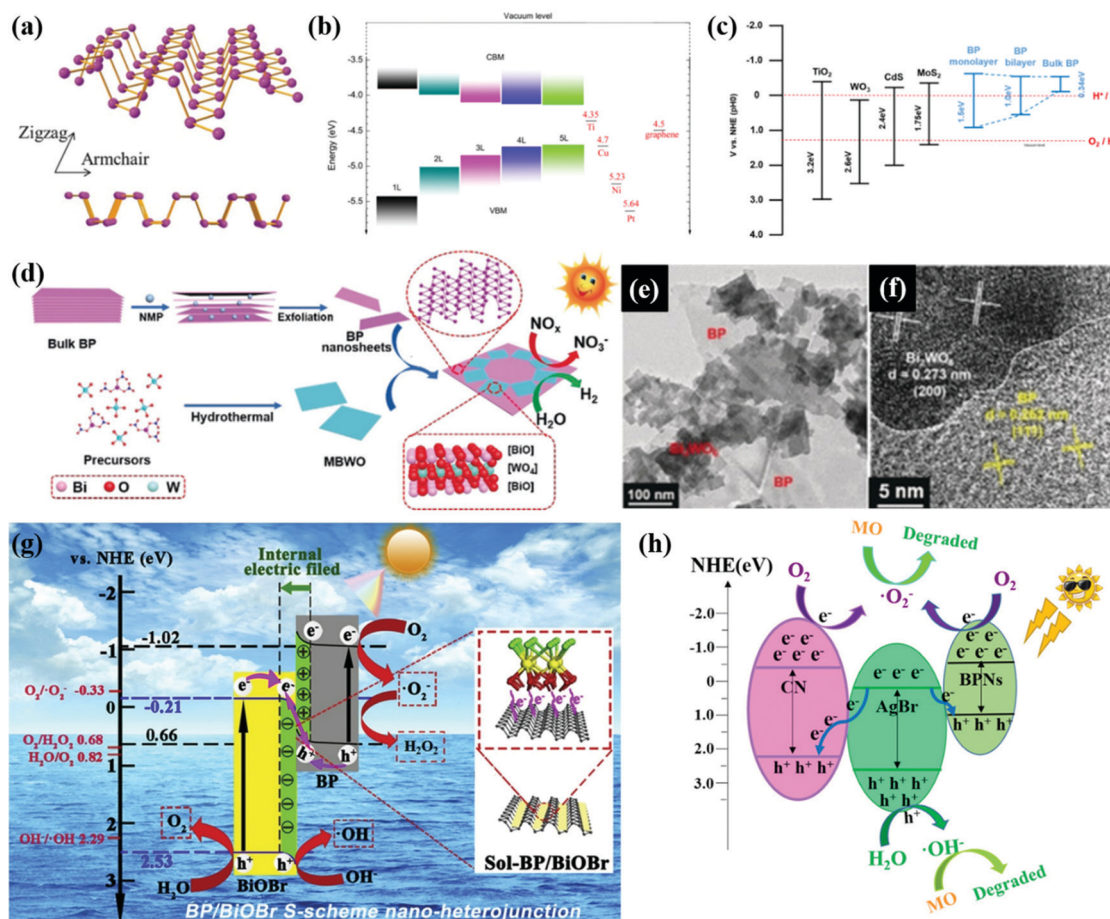 (a)
Zigzag
Armchair
(b)
Vacuum level
CBM
Energy (eV)
-3.5
-4.0
-4.5
-5.0
-5.5
1L
2L
3L
4L
5L
VBM
4.35
Ti
4.7
Cu
5.23
Ni
5.64
Pt
4.5
graphene
(c)
V vs. NHE (pH0)
-2.0
-1.0
0
1.0
2.0
3.0
4.0
TiO₂
WO₃
CdS
MoS₂
BP
monolayer
BP
bilayer
Bulk BP
3.2eV
2.6eV
2.4eV
1.75eV
1.5eV
0.34eV
H⁺ /
O₂ /
Vacuum level
(d)
Bulk BP
NMP
Exfoliation
BP
nanosheets
NOₓ
NO₃⁻
H₂
H₂O
Precursors
Hydrothermal
MBWO
[BiO]
[WO₄]
[BiO]
Bi
O
W
(e)
BP
BP
100 nm
(f)
Bi₂WO₆
d = 0.273 nm
(200)
BP
5 nm
(g)
vs. NHE (eV)
Internal
electric filed
-2
-1
0
1
2
3
-1.02
O₂/·O₂⁻ -0.33
-0.21
O₂/H₂O₂ 0.68
0.66
H₂O/O₂ 0.82
OH⁻/·OH 2.29
2.53
e⁻
e⁻
e⁻
e⁻
O₂
·O₂⁻
H₂O₂
h⁺
h⁺
BP
O₂
H₂O
h⁺
h⁺
BiOBr
·OH
OH⁻
e⁻ e⁻ e⁻ e⁻
Sol-BP/BiOBr
BP/BiOBr S-scheme nano-heterojunction
(h)
MO
Degraded
NHE(eV)
O₂
·O₂⁻
O₂
e⁻
e⁻
-2.0
-1.0
0
1.0
2.0
3.0
e⁻ e⁻
e⁻ e⁻ e⁻
CN
h⁺ h⁺ h⁺
e⁻
e⁻ e⁻ e⁻
AgBr
h⁺ h⁺ h⁺
h⁺ h⁺
h⁺
e⁻
e⁻ e⁻
e⁻ e⁻ e⁻
BPNs
h⁺ h⁺ h⁺
H₂O
·OH⁻
MO
Degraded